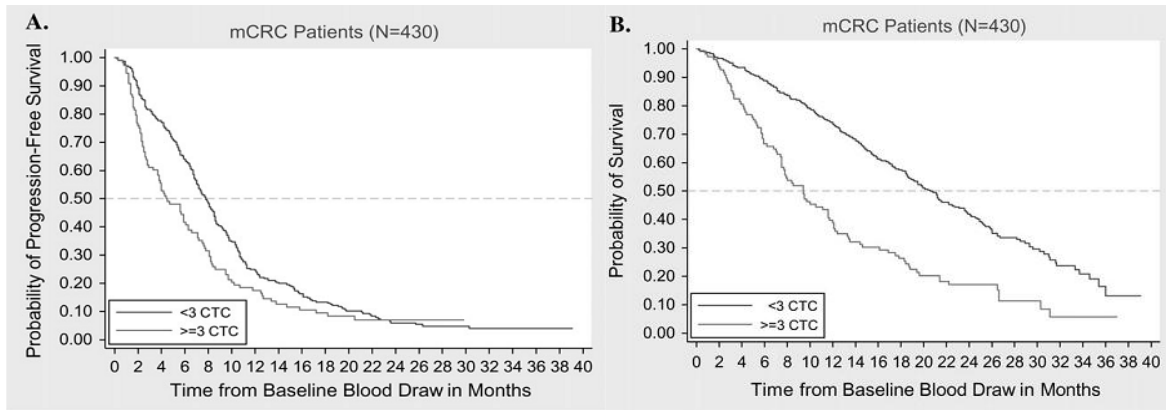 A.
mCRC Patients (N=430)
Probability of Progression-Free Survival
1.00
0.90
0.80
0.70
0.60
0.50
0.40
0.30
0.20
0.10
0.00
<3 CTC
>=3 CTC
0 2 4 6 8 10 12 14 16 18 20 22 24 26 28 30 32 34 36 38 40
Time from Baseline Blood Draw in Months
B.
mCRC Patients (N=430)
Probability of Survival
1.00
0.90
0.80
0.70
0.60
0.50
0.40
0.30
0.20
0.10
0.00
<3 CTC
>=3 CTC
0 2 4 6 8 10 12 14 16 18 20 22 24 26 28 30 32 34 36 38 40
Time from Baseline Blood Draw in Months